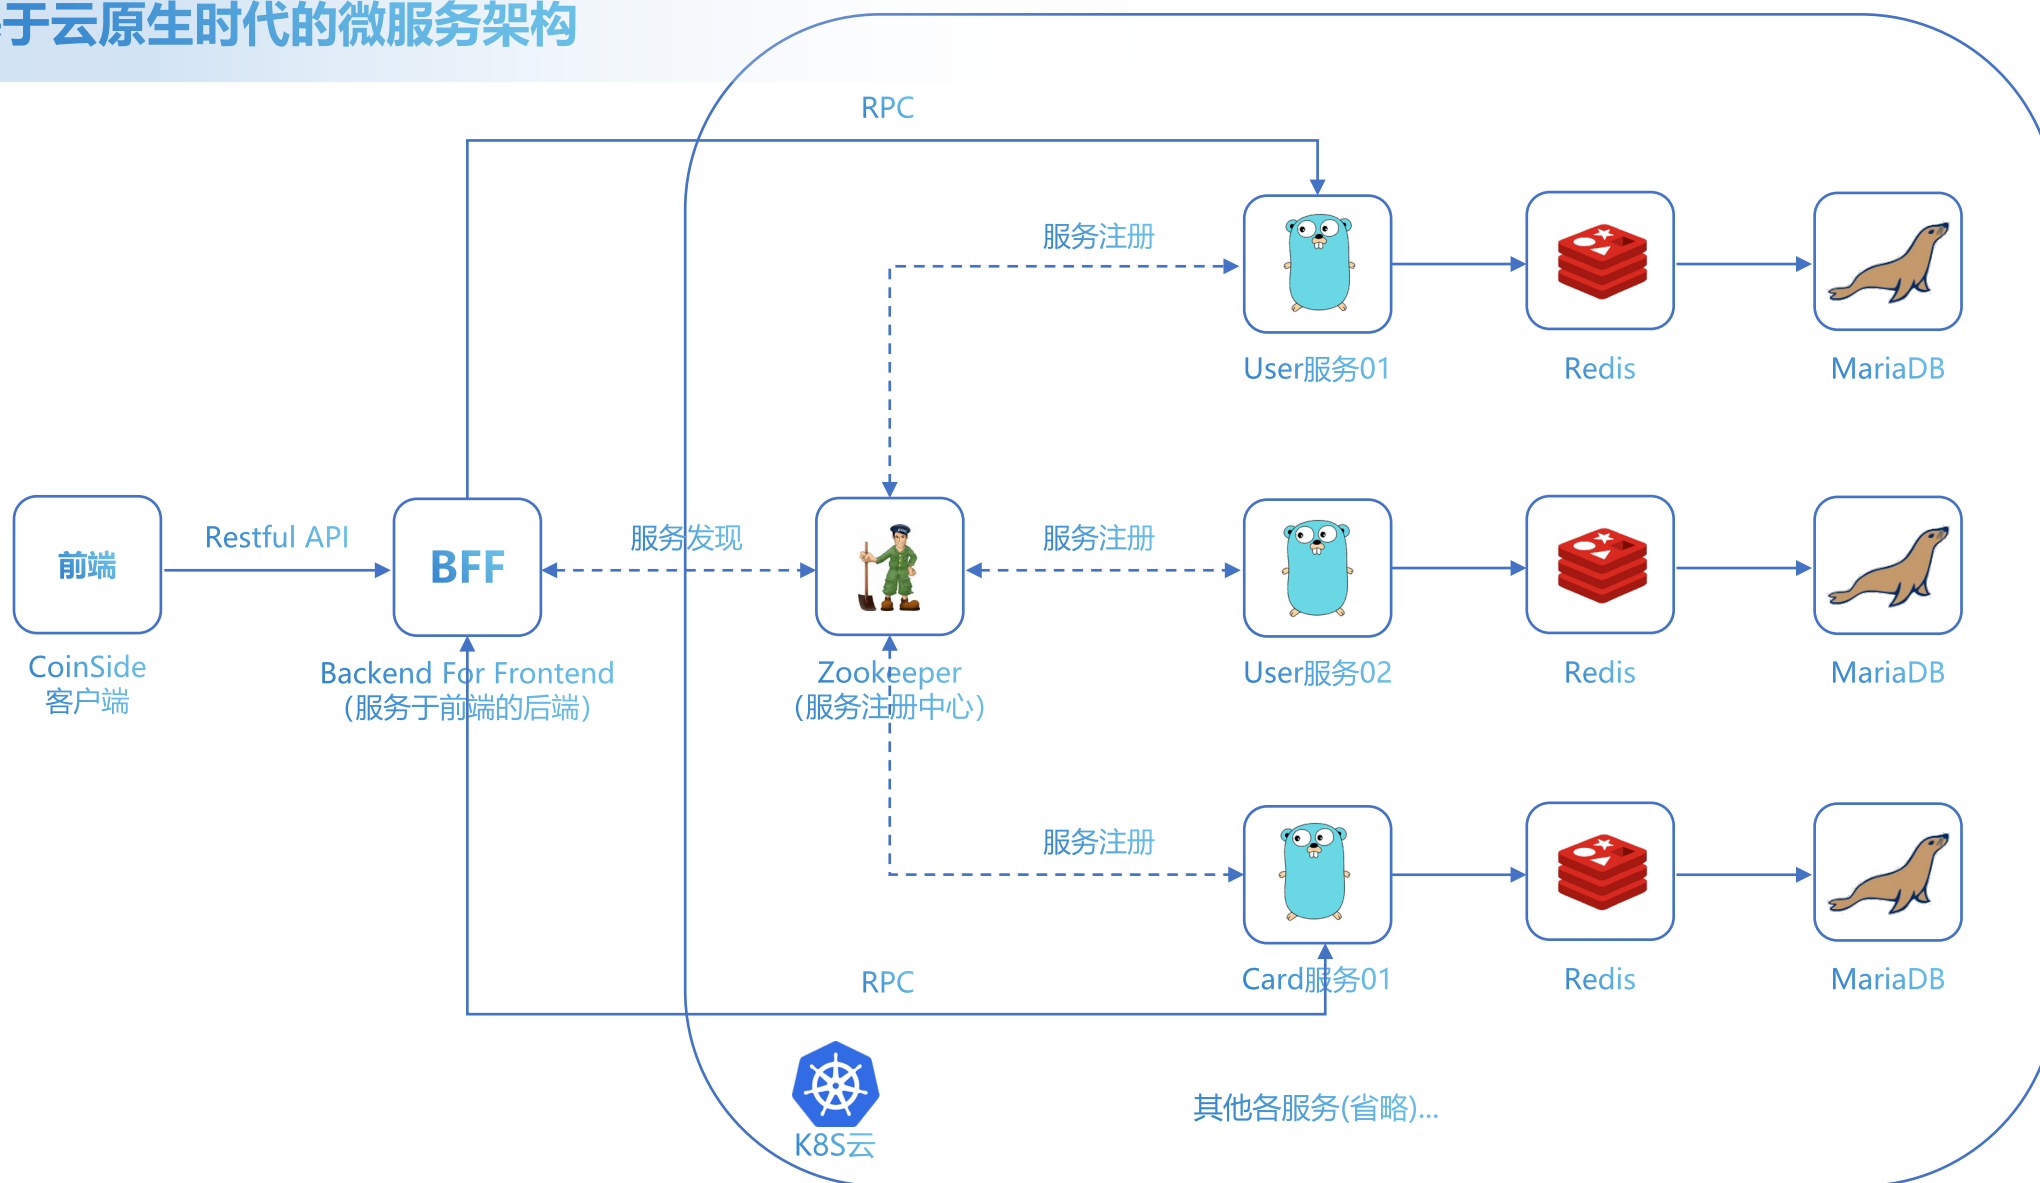 于云原生时代的微服务架构
RPC
服务注册
User服务01
Redis
MariaDB
前端
Restful API
BFF
服务发现
服务注册
CoinSide
客户端
Backend For Frontend
（服务于前端的后端）
Zookeeper
（服务注册中心）
User服务02
Redis
MariaDB
服务注册
RPC
Card服务01
Redis
MariaDB
K8S云
其他各服务(省略)...